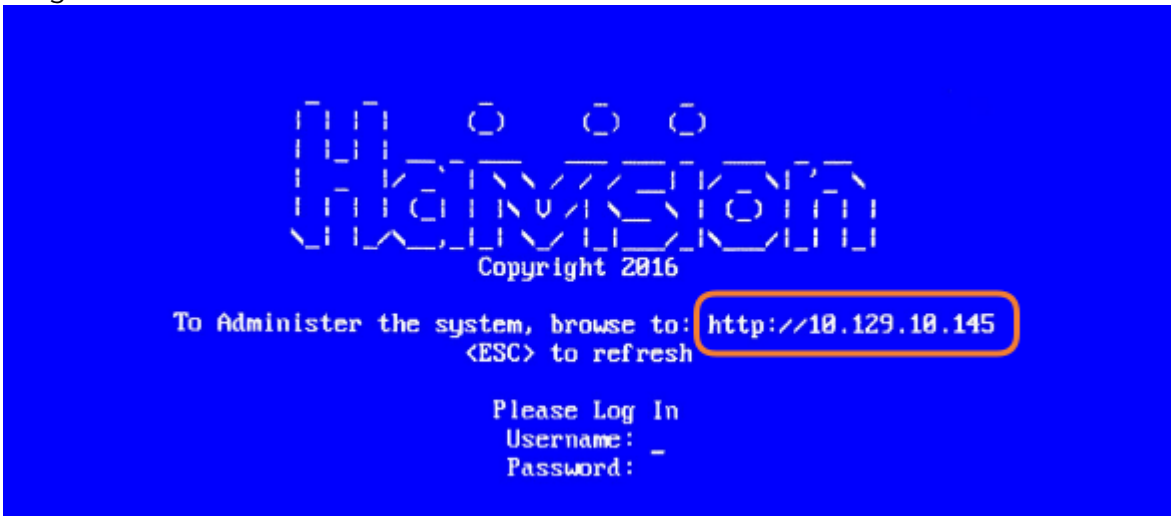 Haivision
Copyright 2016
To Administer the system, browse to: http://10.129.10.145
<ESC> to refresh
Please Log In
Username: _
Password: